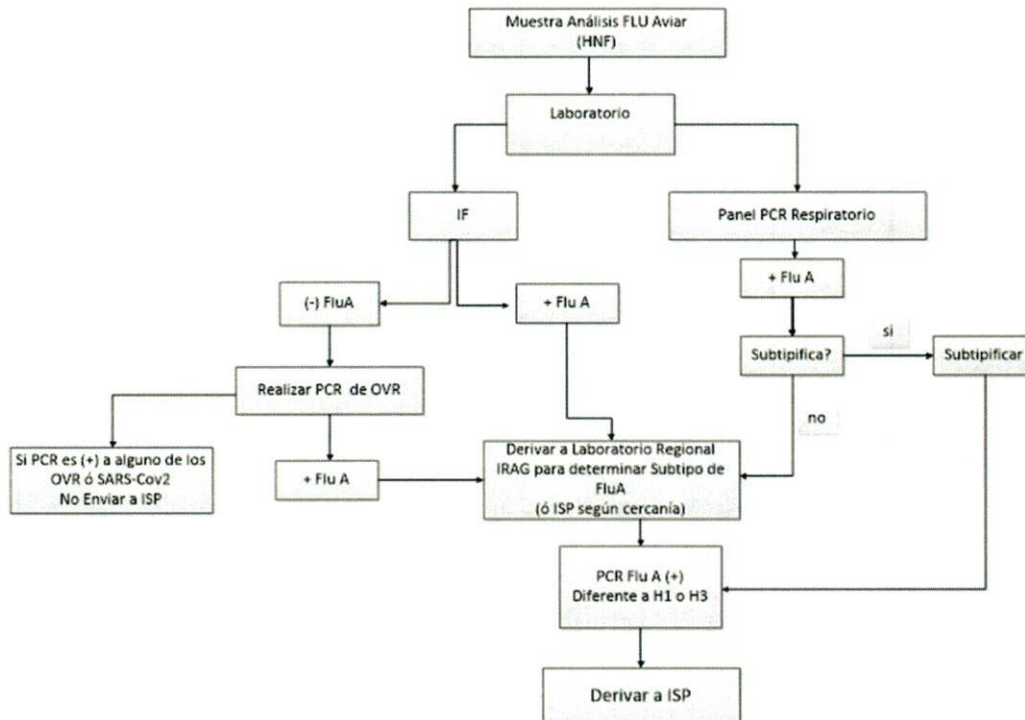 Muestra Análisis FLU Aviar
(HNF)
Laboratorio
IF
Panel PCR Respiratorio
(-) FluA
+ Flu A
+ Flu A
Subtipifica?
si
Subtipificar
Realizar PCR de OVR
no
Si PCR es (+) a alguno de los
OVR ó SARS-Cov2
No Enviar a ISP
+ Flu A
Derivar a Laboratorio Regional
IRAG para determinar Subtipo de
FluA
(ó ISP según cercanía)
PCR Flu A (+)
Diferente a H1 o H3
Derivar a ISP